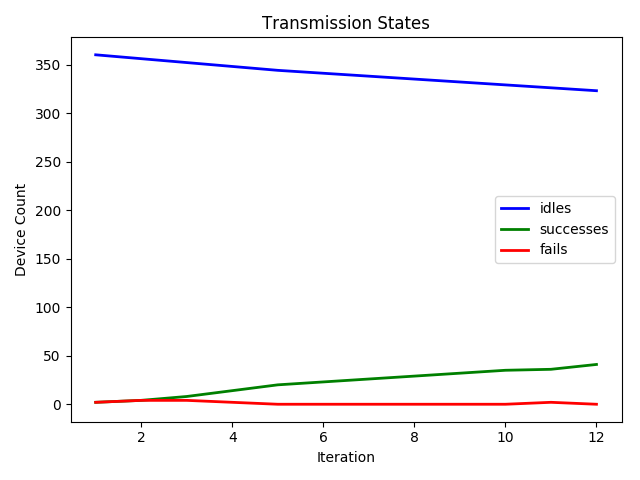 Transmission States
350
300
250
200
150
100
50
0
Device Count
idles
successes
fails
2 4 6 8 10 12
Iteration